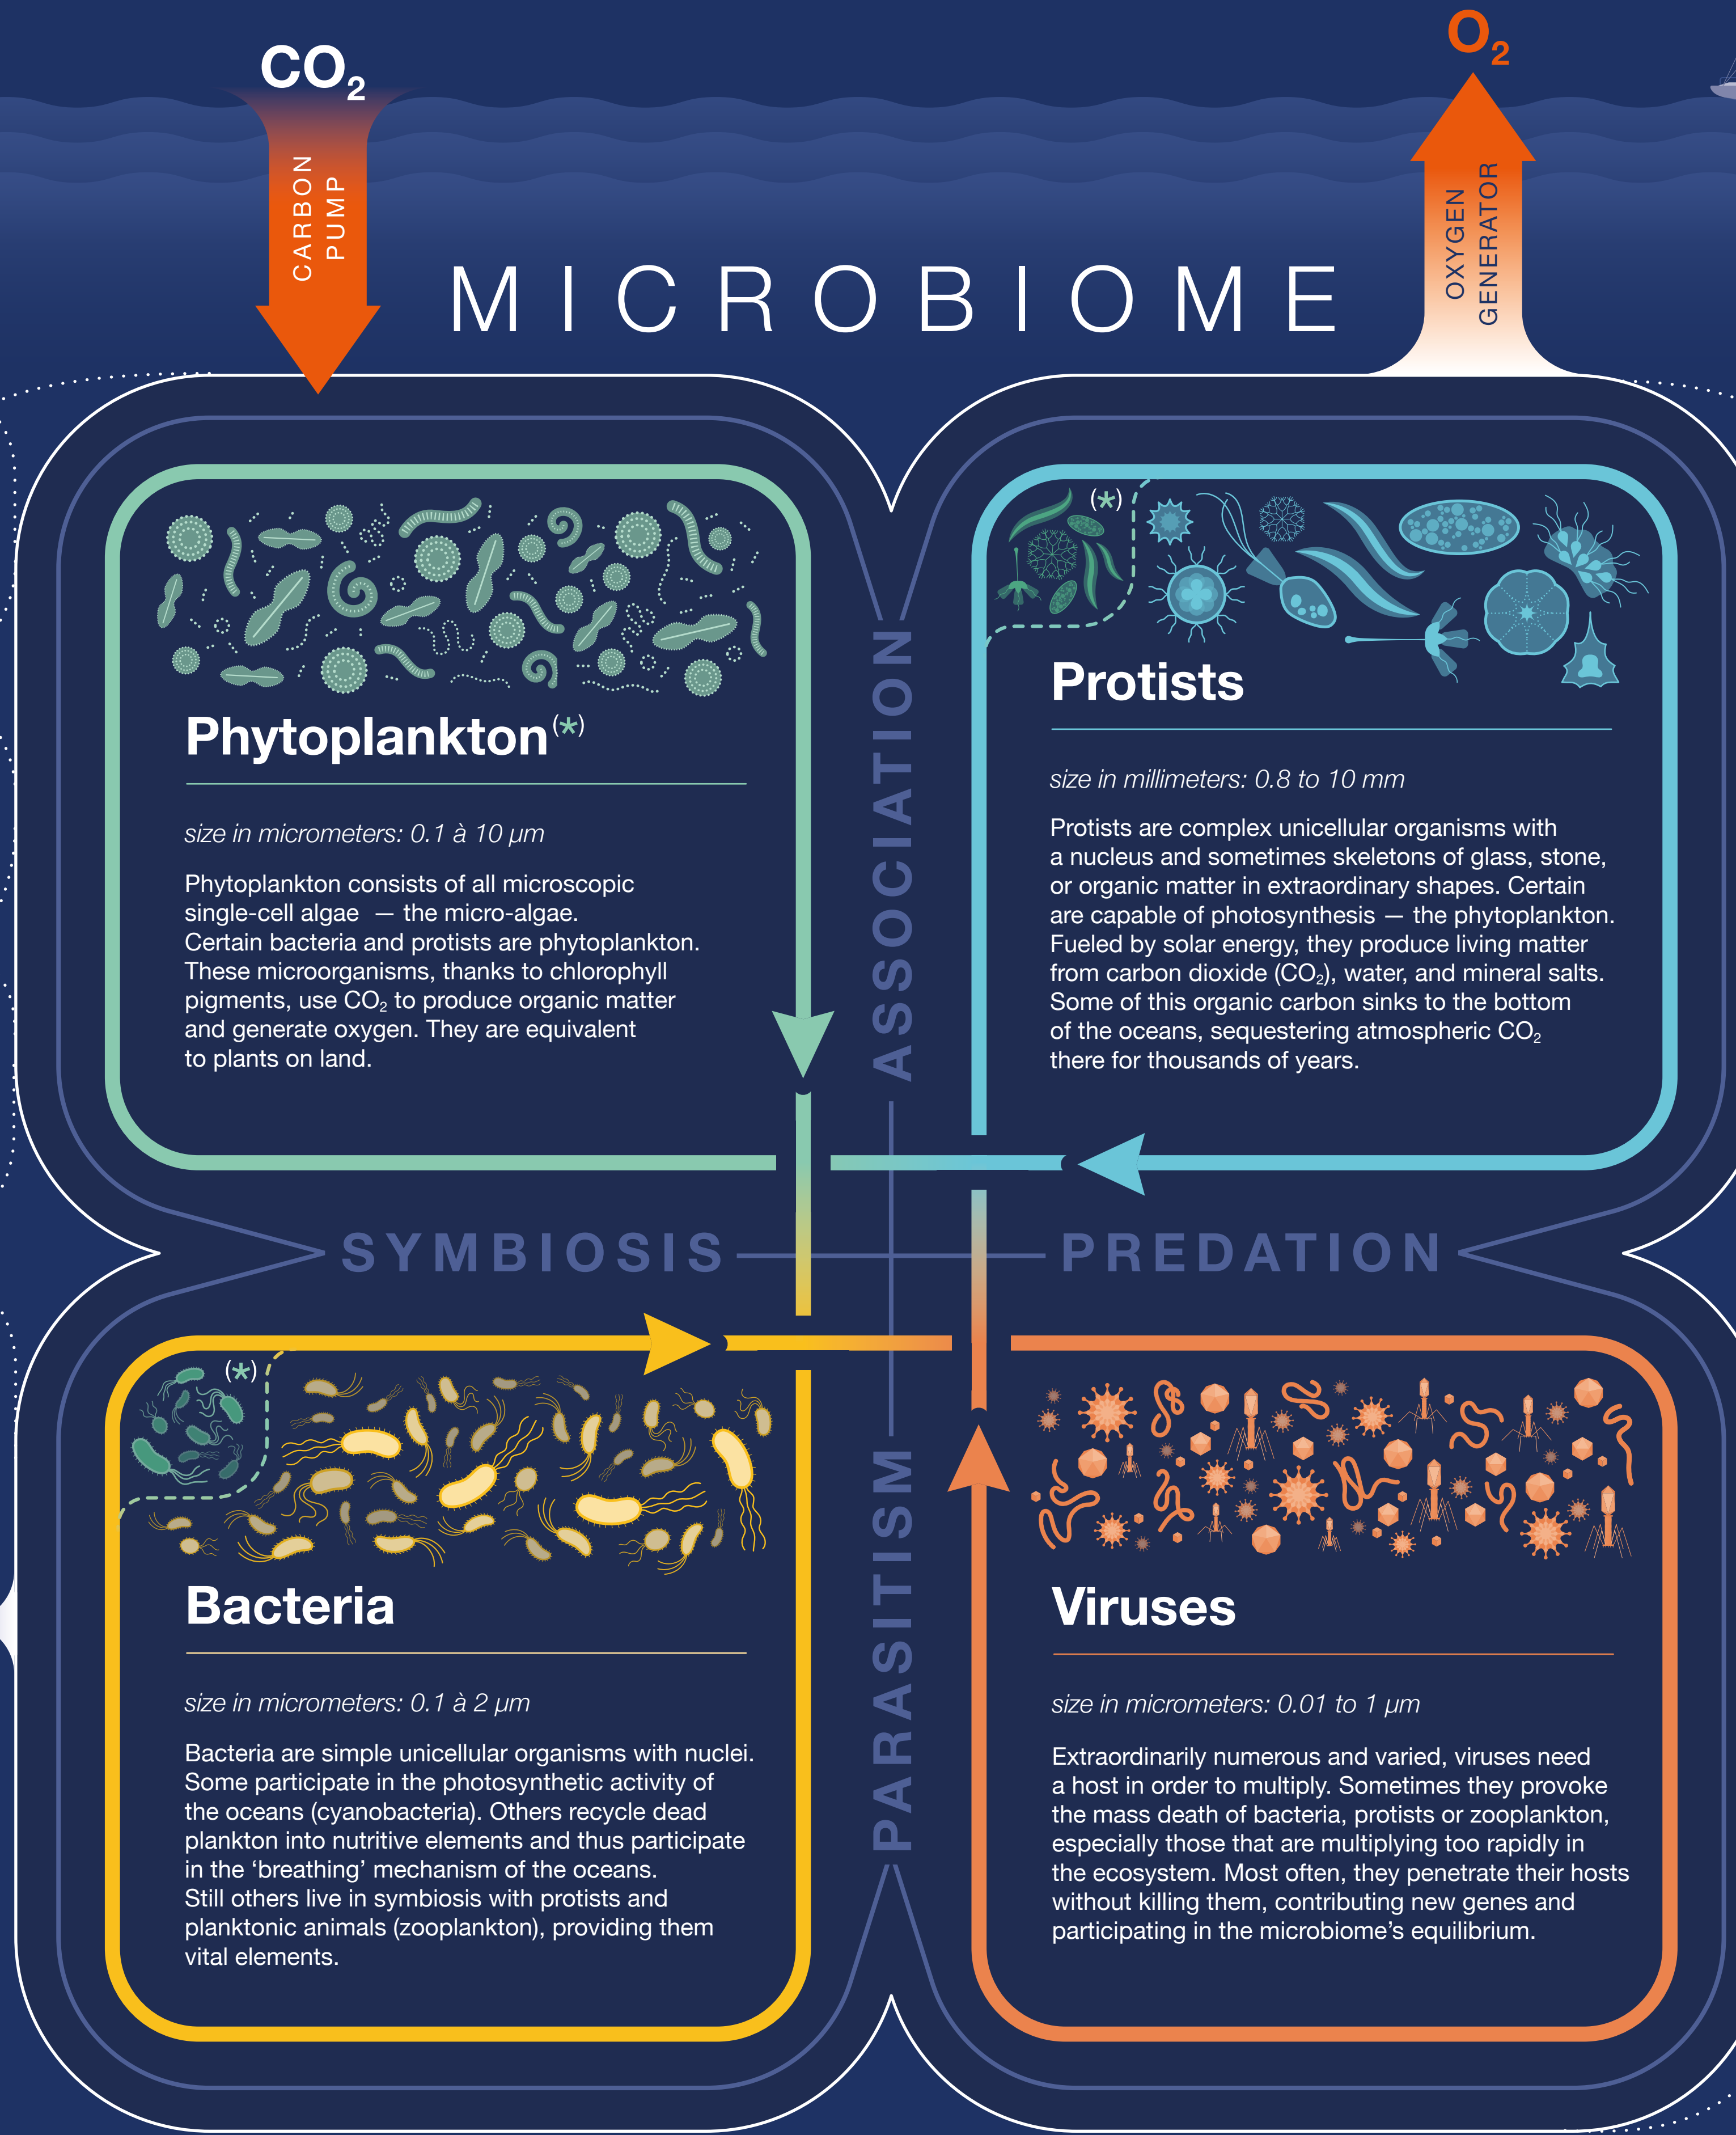 CO₂
O₂
CARBON
PUMP
OXYGEN
GENERATOR
MICROBIOME
(*)
Phytoplankton(*)
size in micrometers: 0.1 à 10 µm
Phytoplankton consists of all microscopic
single-cell algae — the micro-algae.
Certain bacteria and protists are phytoplankton.
These microorganisms, thanks to chlorophyll
pigments, use CO₂ to produce organic matter
and generate oxygen. They are equivalent
to plants on land.
ASSOCIATION
Protists
size in millimeters: 0.8 to 10 mm
Protists are complex unicellular organisms with
a nucleus and sometimes skeletons of glass, stone,
or organic matter in extraordinary shapes. Certain
are capable of photosynthesis — the phytoplankton.
Fueled by solar energy, they produce living matter
from carbon dioxide (CO₂), water, and mineral salts.
Some of this organic carbon sinks to the bottom
of the oceans, sequestering atmospheric CO₂
there for thousands of years.
SYMBIOSIS
PREDATION
(*)
Bacteria
size in micrometers: 0.1 à 2 µm
Bacteria are simple unicellular organisms with nuclei.
Some participate in the photosynthetic activity of
the oceans (cyanobacteria). Others recycle dead
plankton into nutritive elements and thus participate
in the ‘breathing’ mechanism of the oceans.
Still others live in symbiosis with protists and
planktonic animals (zooplankton), providing them
vital elements.
PARASITISM
Viruses
size in micrometers: 0.01 to 1 µm
Extraordinarily numerous and varied, viruses need
a host in order to multiply. Sometimes they provoke
the mass death of bacteria, protists or zooplankton,
especially those that are multiplying too rapidly in
the ecosystem. Most often, they penetrate their hosts
without killing them, contributing new genes and
participating in the microbiome’s equilibrium.